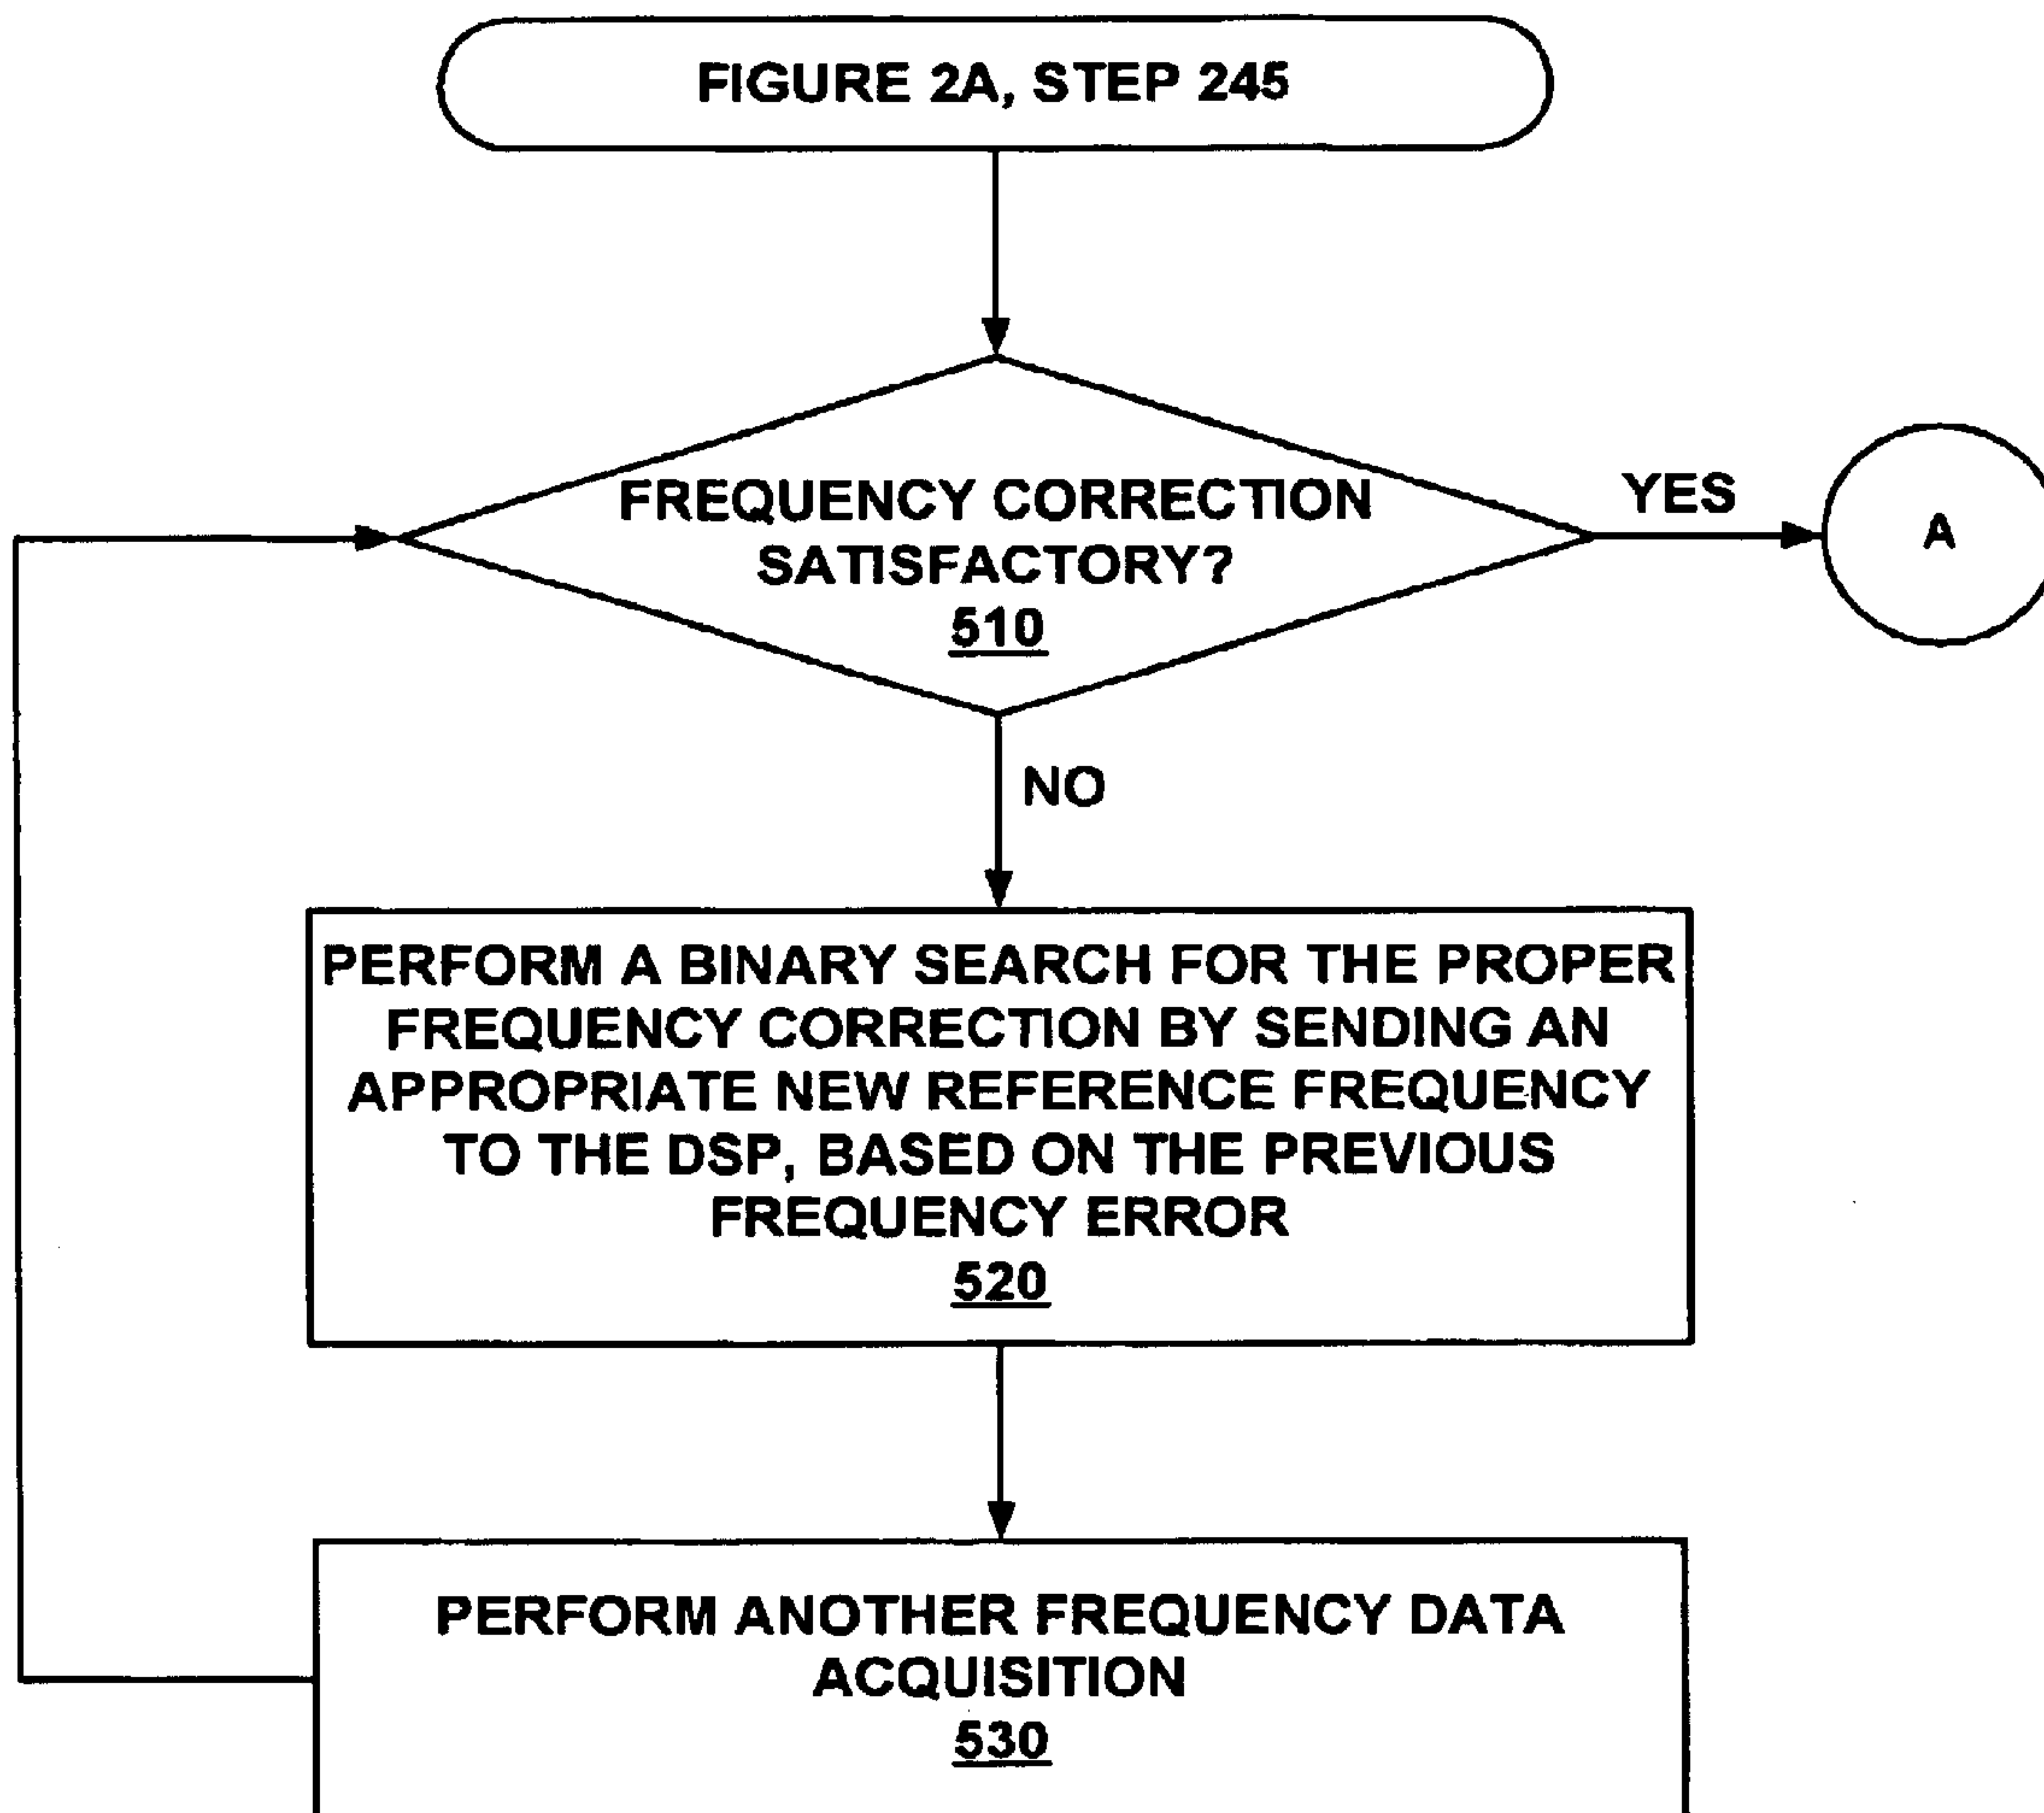 FIGURE 2A, STEP 245
FREQUENCY CORRECTION
SATISFACTORY?
510
YES
A
NO
PERFORM A BINARY SEARCH FOR THE PROPER
FREQUENCY CORRECTION BY SENDING AN
APPROPRIATE NEW REFERENCE FREQUENCY
TO THE DSP, BASED ON THE PREVIOUS
FREQUENCY ERROR
520
PERFORM ANOTHER FREQUENCY DATA
ACQUISITION
530